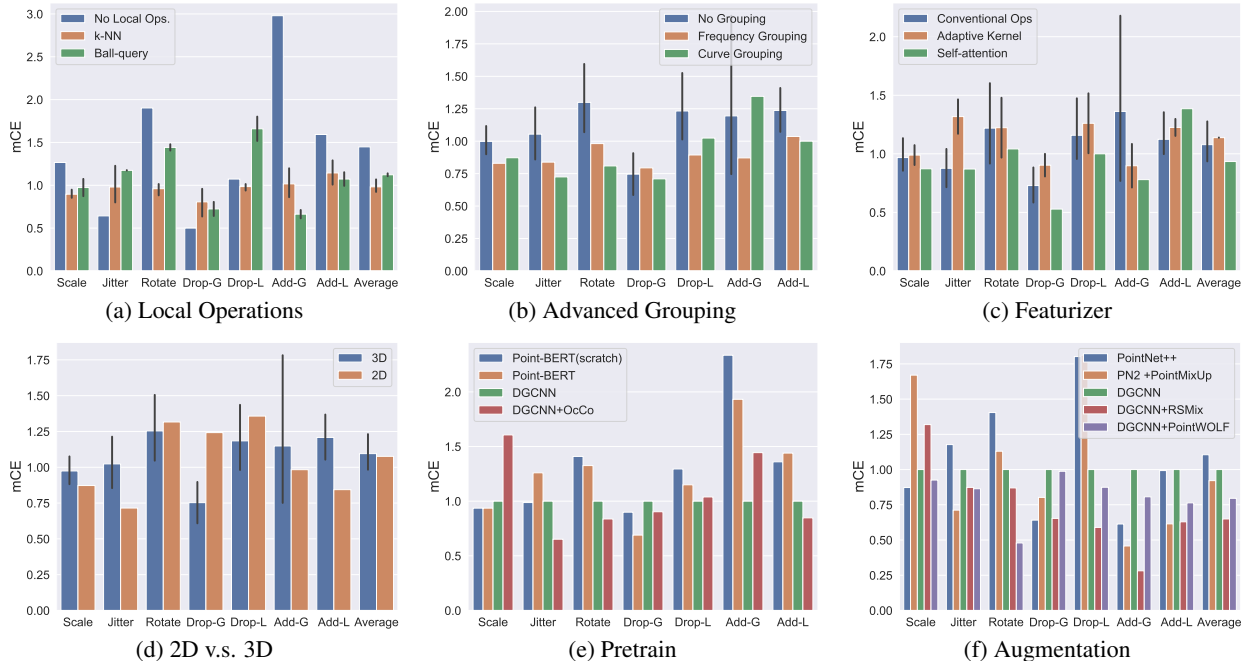 No Local Ops.
k-NN
Ball-query
mCE
3.0
2.5
2.0
1.5
1.0
0.5
0.0
Scale Jitter Rotate Drop-G Drop-L Add-G Add-L Average
(a) Local Operations
No Grouping
Frequency Grouping
Curve Grouping
mCE
2.00
1.75
1.50
1.25
1.00
0.75
0.50
0.25
0.00
Scale Jitter Rotate Drop-G Drop-L Add-G Add-L
(b) Advanced Grouping
Conventional Ops
Adaptive Kernel
Self-attention
mCE
2.0
1.5
1.0
0.5
0.0
Scale Jitter Rotate Drop-G Drop-L Add-G Add-L Average
(c) Featurizer
3D
2D
mCE
1.75
1.50
1.25
1.00
0.75
0.50
0.25
0.00
Scale Jitter Rotate Drop-G Drop-L Add-G Add-L Average
(d) 2D v.s. 3D
Point-BERT(scratch)
Point-BERT
DGCNN
DGCNN+OcCo
mCE
2.0
1.5
1.0
0.5
0.0
Scale Jitter Rotate Drop-G Drop-L Add-G Add-L
(e) Pretrain
PointNet++
PN2 +PointMixUp
DGCNN
DGCNN+RSMix
DGCNN+PointWOLF
mCE
1.75
1.50
1.25
1.00
0.75
0.50
0.25
0.00
Scale Jitter Rotate Drop-G Drop-L Add-G Add-L Average
(f) Augmentation